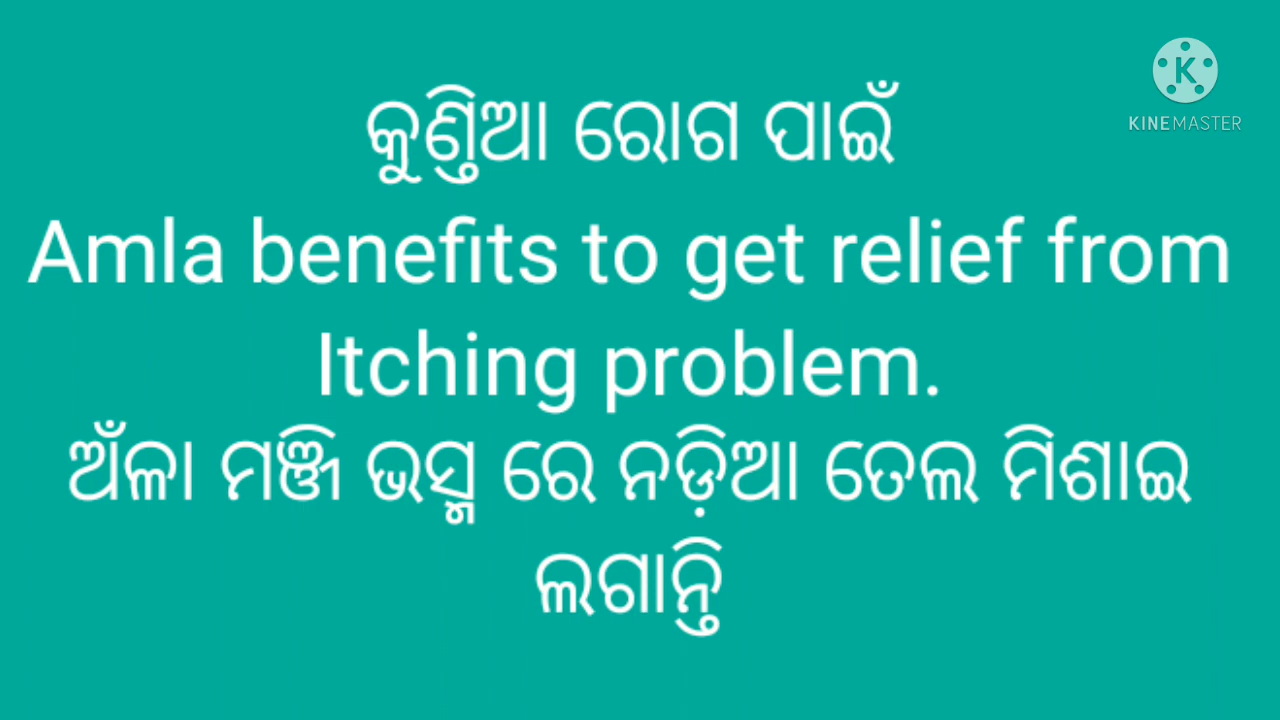 KINEMASTER
କୁଣ୍ଡିଆ ରୋଗ ପାଇଁ
Amla benefits to get relief from
Itching problem.
ଅଁଳା ମଞ୍ଜି ଭସ୍ମ ରେ ନଡ଼ିଆ ତେଲ ମିଶାଇ
ଲଗାନ୍ତି